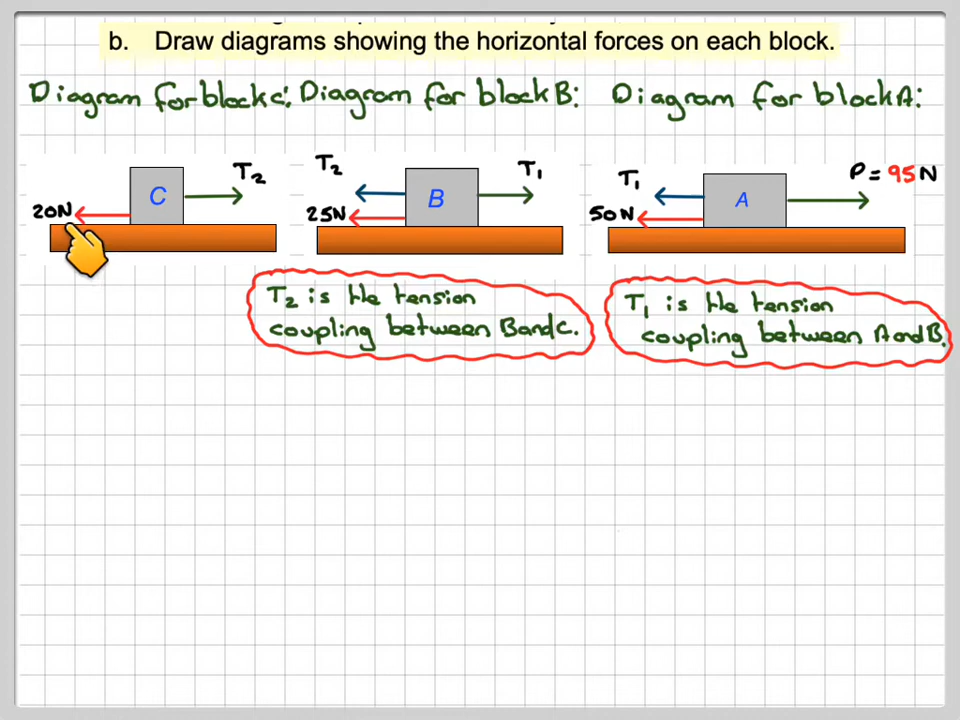 b. Draw diagrams showing the horizontal forces on each block.
Diagram for block C: Diagram for block B: Diagram for block A:
T2 T2 T1 T1 P = 95N
20N C 25N B 50N A
T2 is the tension
coupling between B and C.
T1 is the tension
coupling between A and B.